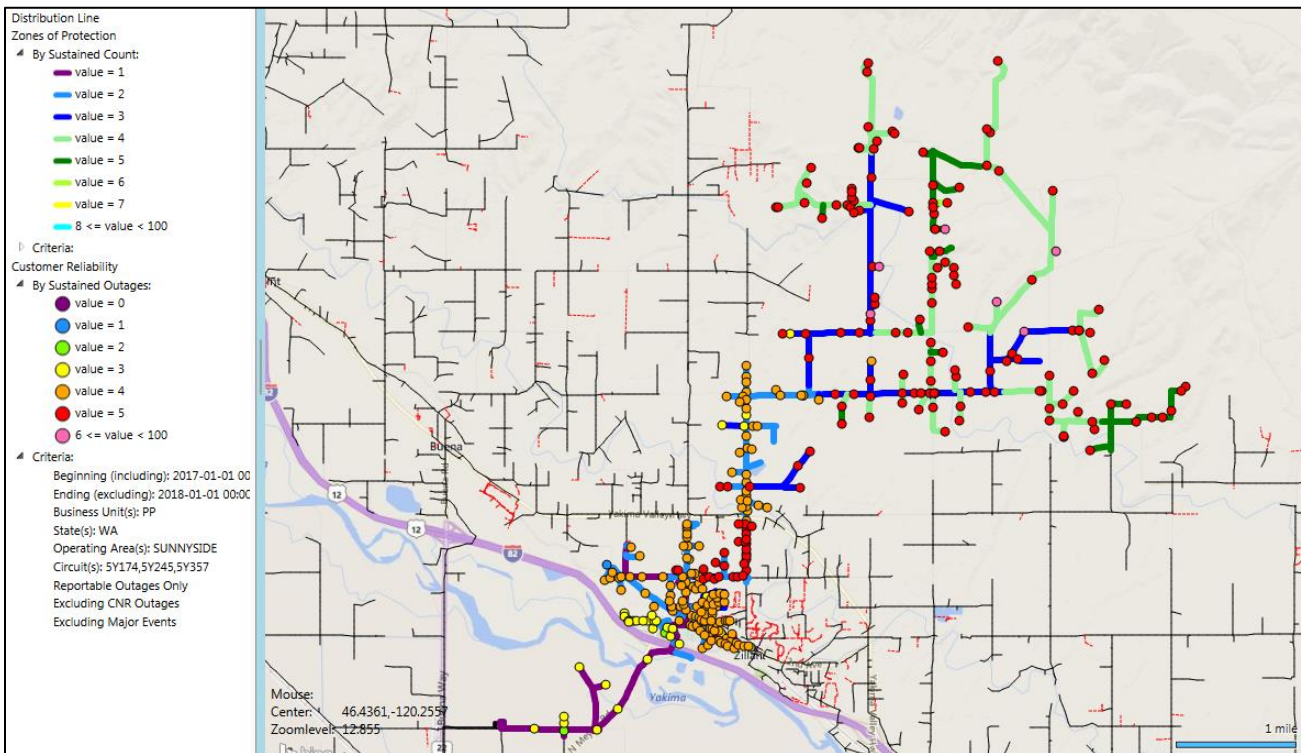 Distribution Line
Zones of Protection
By Sustained Count:
value = 1
value = 2
value = 3
value = 4
value = 5
value = 6
value = 7
8 <= value < 100
Criteria:
Customer Reliability
By Sustained Outages:
value = 0
value = 1
value = 2
value = 3
value = 4
value = 5
6 <= value < 100
Criteria:
Beginning (including): 2017-01-01 00
Ending (excluding): 2018-01-01 00:00
Business Unit(s): PP
State(s): WA
Operating Area(s): SUNNYSIDE
Circuit(s): 5Y174,5Y245,5Y357
Reportable Outages Only
Excluding CNR Outages
Excluding Major Events
Buena
12
12
82
Yakima Valley Hwy
Yakima
22
Mouse:
Center: 46.4361,-120.2557
Zoomlevel: 12.855
1 mile